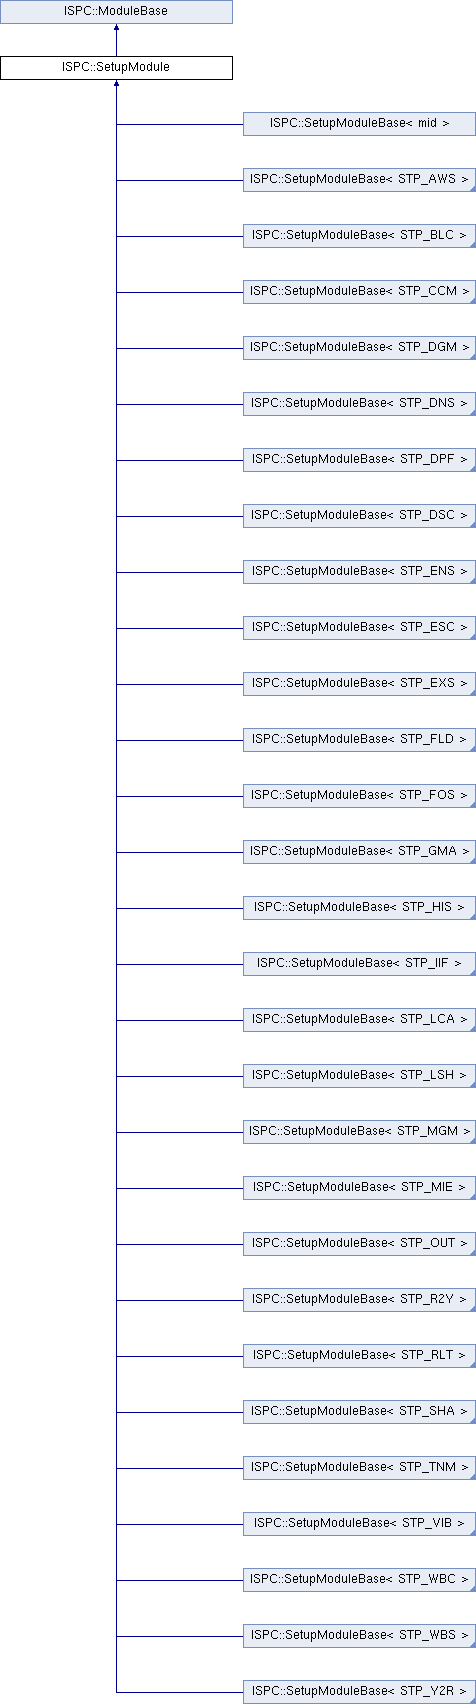 ISPC::ModuleBase
ISPC::SetupModule
ISPC::SetupModuleBase< mid >
ISPC::SetupModuleBase< STP_AWS >
ISPC::SetupModuleBase< STP_BLC >
ISPC::SetupModuleBase< STP_CCM >
ISPC::SetupModuleBase< STP_DGM >
ISPC::SetupModuleBase< STP_DNS >
ISPC::SetupModuleBase< STP_DPF >
ISPC::SetupModuleBase< STP_DSC >
ISPC::SetupModuleBase< STP_ENS >
ISPC::SetupModuleBase< STP_ESC >
ISPC::SetupModuleBase< STP_EXS >
ISPC::SetupModuleBase< STP_FLD >
ISPC::SetupModuleBase< STP_FOS >
ISPC::SetupModuleBase< STP_GMA >
ISPC::SetupModuleBase< STP_HIS >
ISPC::SetupModuleBase< STP_IIF >
ISPC::SetupModuleBase< STP_LCA >
ISPC::SetupModuleBase< STP_LSH >
ISPC::SetupModuleBase< STP_MGM >
ISPC::SetupModuleBase< STP_MIE >
ISPC::SetupModuleBase< STP_OUT >
ISPC::SetupModuleBase< STP_R2Y >
ISPC::SetupModuleBase< STP_RLT >
ISPC::SetupModuleBase< STP_SHA >
ISPC::SetupModuleBase< STP_TNM >
ISPC::SetupModuleBase< STP_VIB >
ISPC::SetupModuleBase< STP_WBC >
ISPC::SetupModuleBase< STP_WBS >
ISPC::SetupModuleBase< STP_Y2R >